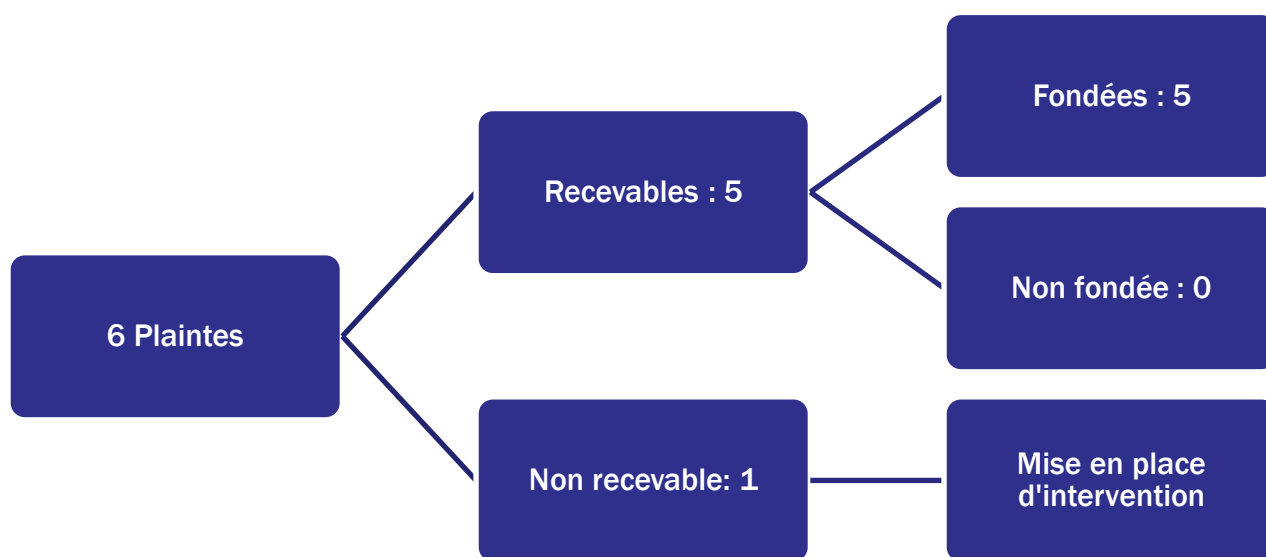 6 Plaintes
Recevables : 5
Fondées : 5
Non fondée : 0
Non recevable: 1
Mise en place
d'intervention